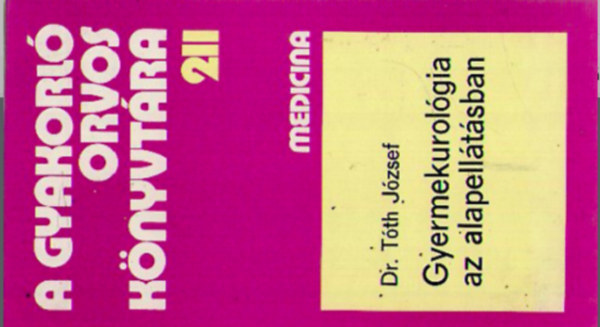 A GYAKORLÓ
ORVOS
KÖNYVTÁRA
211
MEDICINA
Dr. Tóth József
Gyermekurológia
az alapellátásban